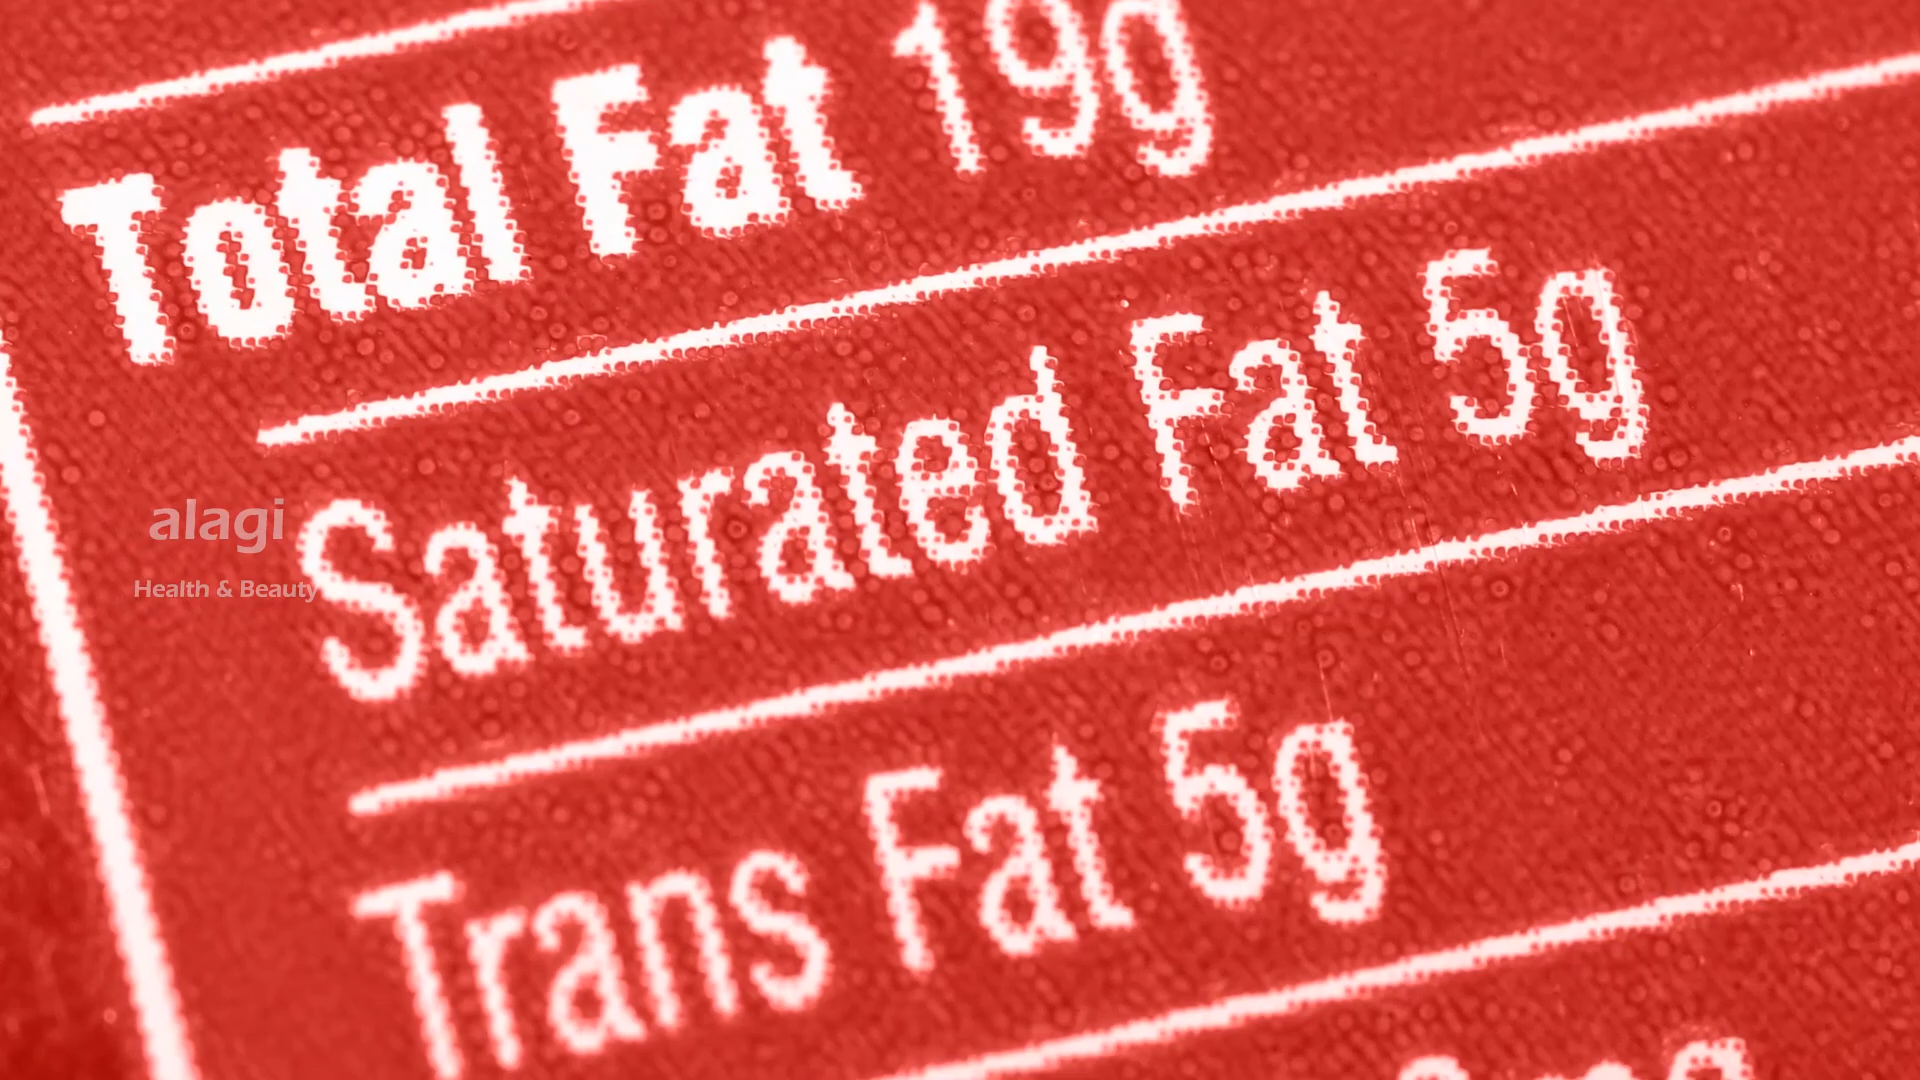 Total Fat 19g
Saturated Fat 5g
alagi
Health & Beauty
Trans Fat 5g